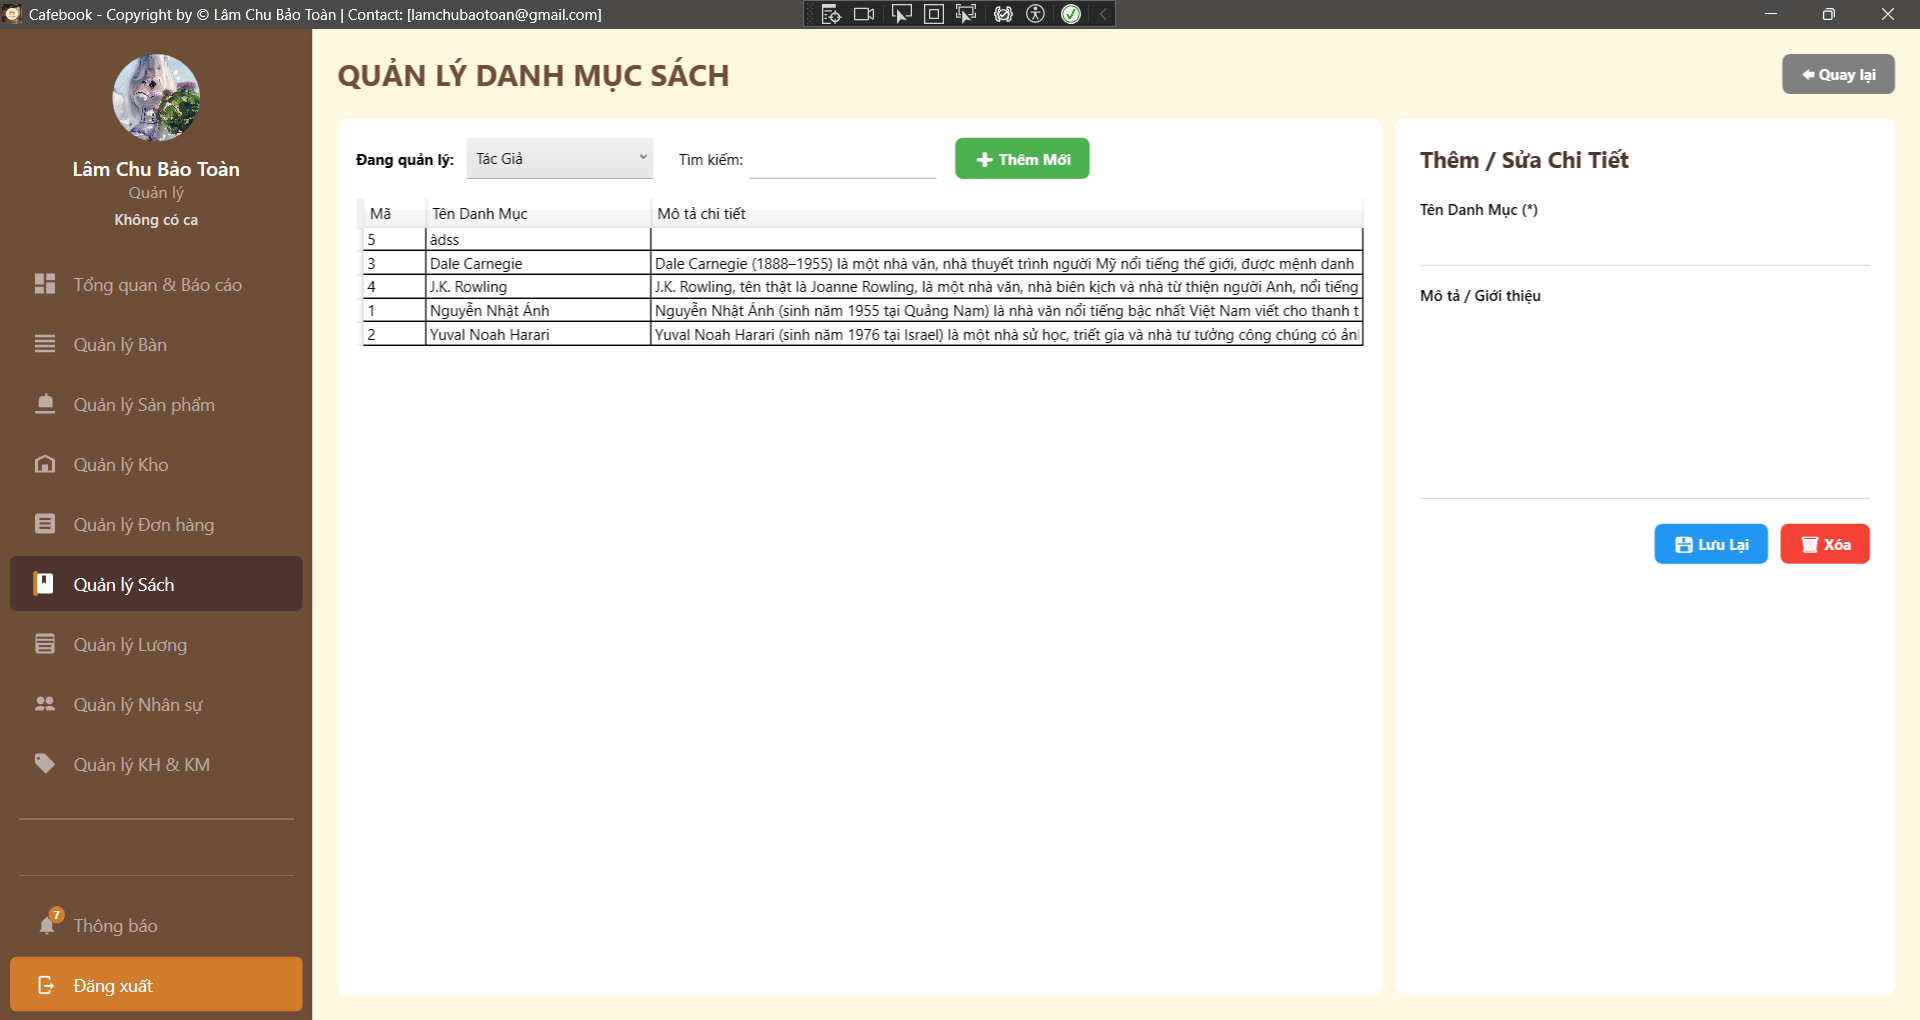 Cafebook - Copyright by © Lâm Chu Bảo Toàn | Contact: [lamchubaotoan@gmail.com]
Lâm Chu Bảo Toàn
Quản lý
Không có ca
Tổng quan & Báo cáo
Quản lý Bàn
Quản lý Sản phẩm
Quản lý Kho
Quản lý Đơn hàng
Quản lý Sách
Quản lý Lương
Quản lý Nhân sự
Quản lý KH & KM
7
Thông báo
Đăng xuất
QUẢN LÝ DANH MỤC SÁCH
Quay lại
Đang quản lý: Tác Giả Tìm kiếm: Thêm Mới
Mã Tên Danh Mục Mô tả chi tiết
5 àdss
3 Dale Carnegie Dale Carnegie (1888–1955) là một nhà văn, nhà thuyết trình người Mỹ nổi tiếng thế giới, được mệnh danh
4 J.K. Rowling J.K. Rowling, tên thật là Joanne Rowling, là một nhà văn, nhà biên kịch và nhà từ thiện người Anh, nổi tiếng
1 Nguyễn Nhật Ánh Nguyễn Nhật Ánh (sinh năm 1955 tại Quảng Nam) là nhà văn nổi tiếng bậc nhất Việt Nam viết cho thanh t
2 Yuval Noah Harari Yuval Noah Harari (sinh năm 1976 tại Israel) là một nhà sử học, triết gia và nhà tư tưởng công chúng có ản
Thêm / Sửa Chi Tiết
Tên Danh Mục (*)
Mô tả / Giới thiệu
Lưu Lại Xóa